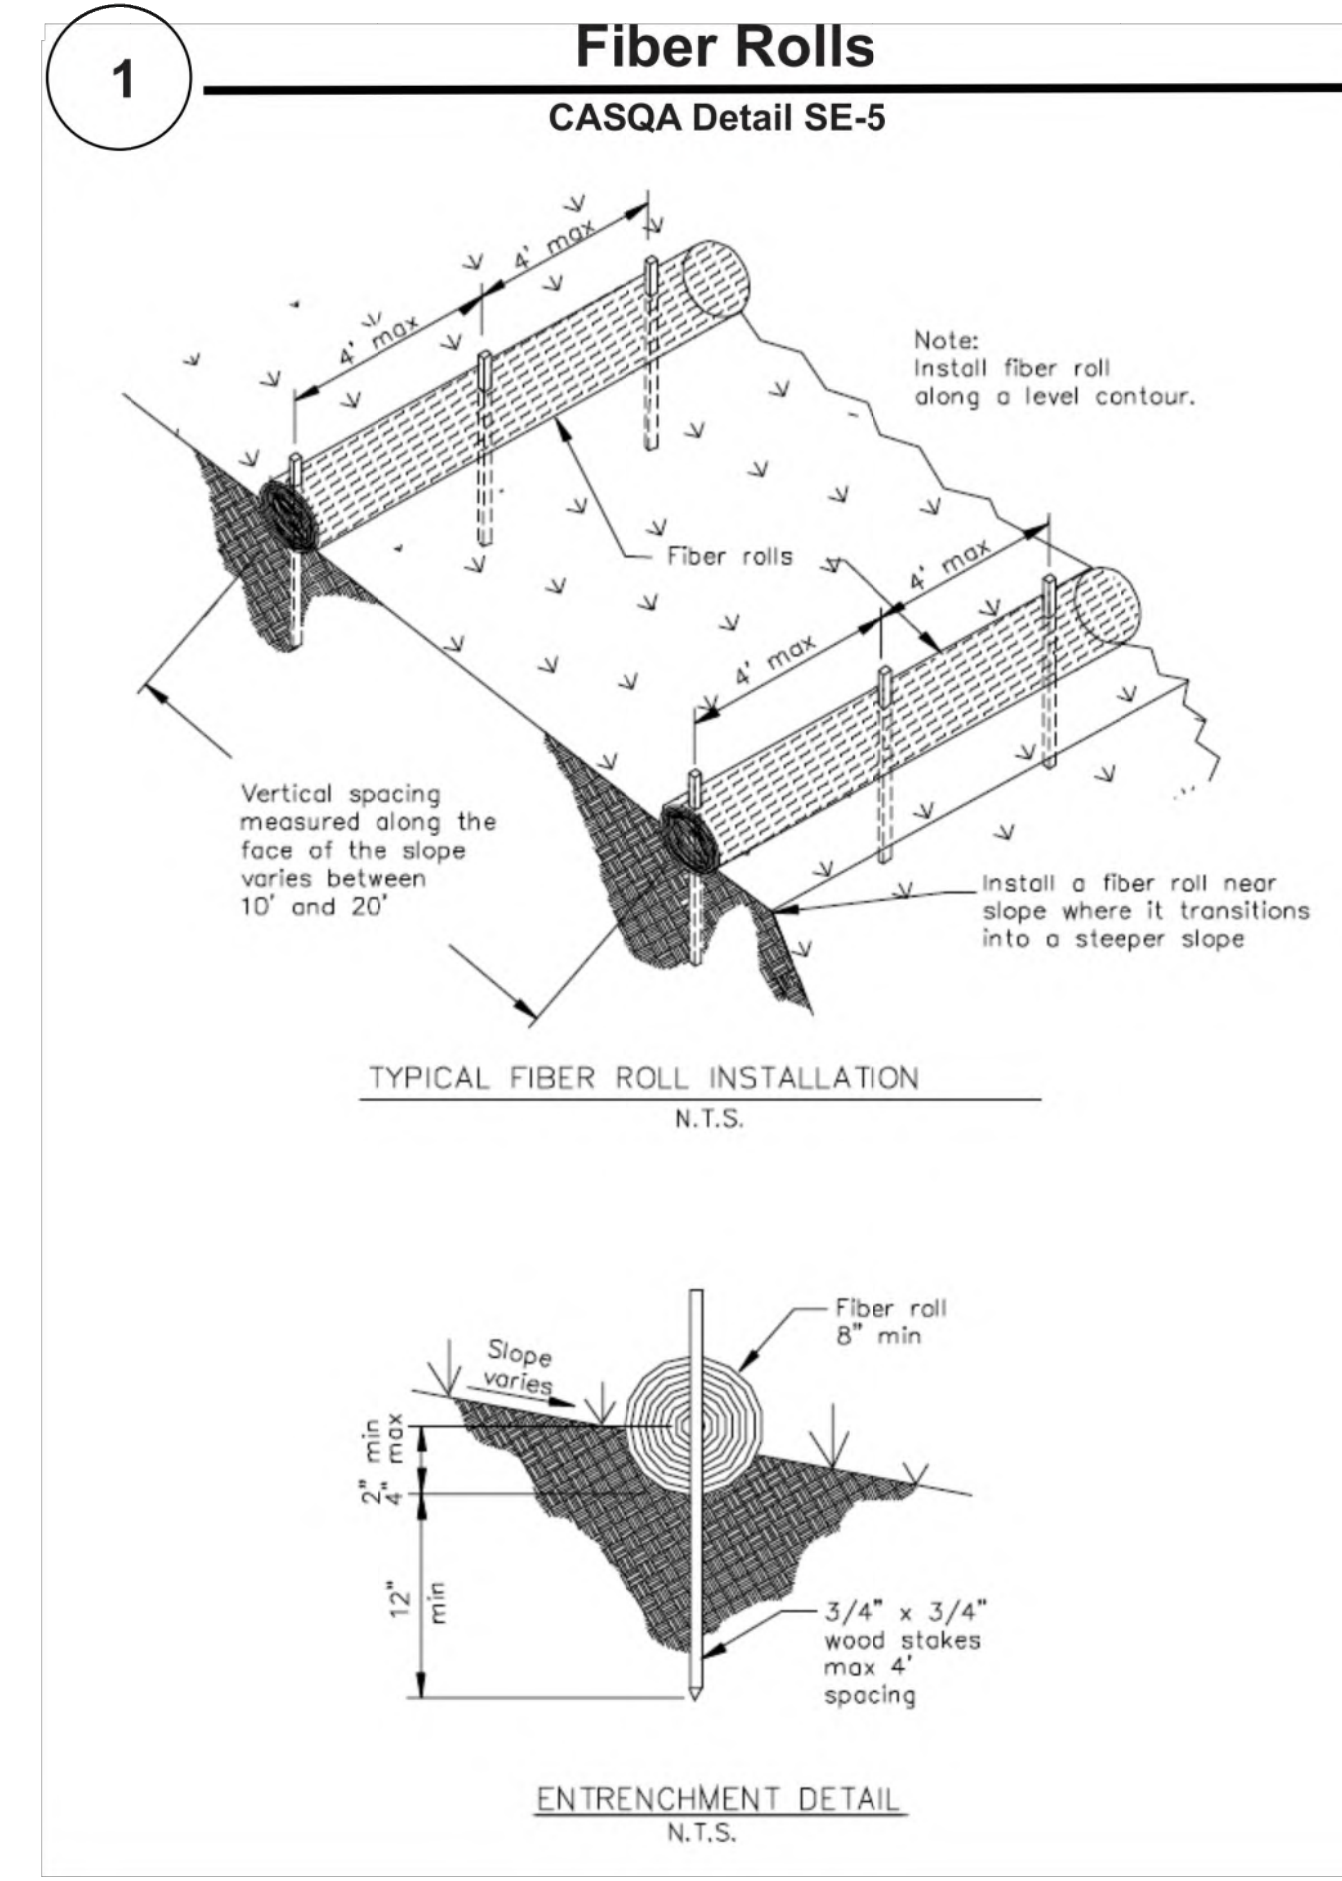 1
Fiber Rolls
CASQA Detail SE-5
4' max
4' max
Note:
Install fiber roll
along a level contour.
Fiber rolls
4' max
4' max
Vertical spacing
measured along the
face of the slope
varies between
10' and 20'
Install a fiber roll near
slope where it transitions
into a steeper slope
TYPICAL FIBER ROLL INSTALLATION
N.T.S.
Fiber roll
8" min
Slope
varies
2" min
4" max
12"
min
3/4" x 3/4"
wood stakes
max 4'
spacing
ENTRENCHMENT DETAIL
N.T.S.